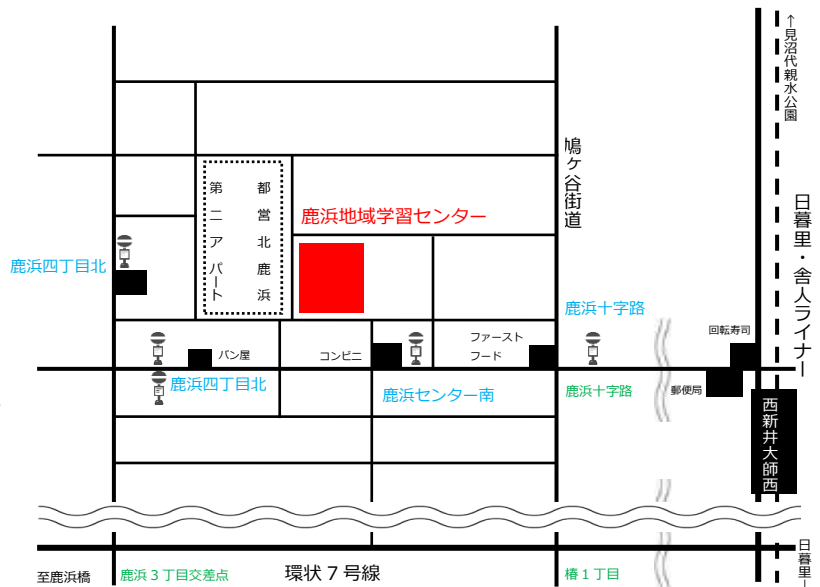 ↑見沼代親水公園
鳩ヶ谷街道
日暮里・舎人ライナー
都営北鹿浜
第二アパート
鹿浜地域学習センター
鹿浜四丁目北
鹿浜十字路
回転寿司
パン屋
コンビニ
ファースト
フード
鹿浜四丁目北
鹿浜センター南
鹿浜十字路
郵便局
西新井大師西
至鹿浜橋
鹿浜3丁目交差点
環状7号線
椿1丁目
日暮里